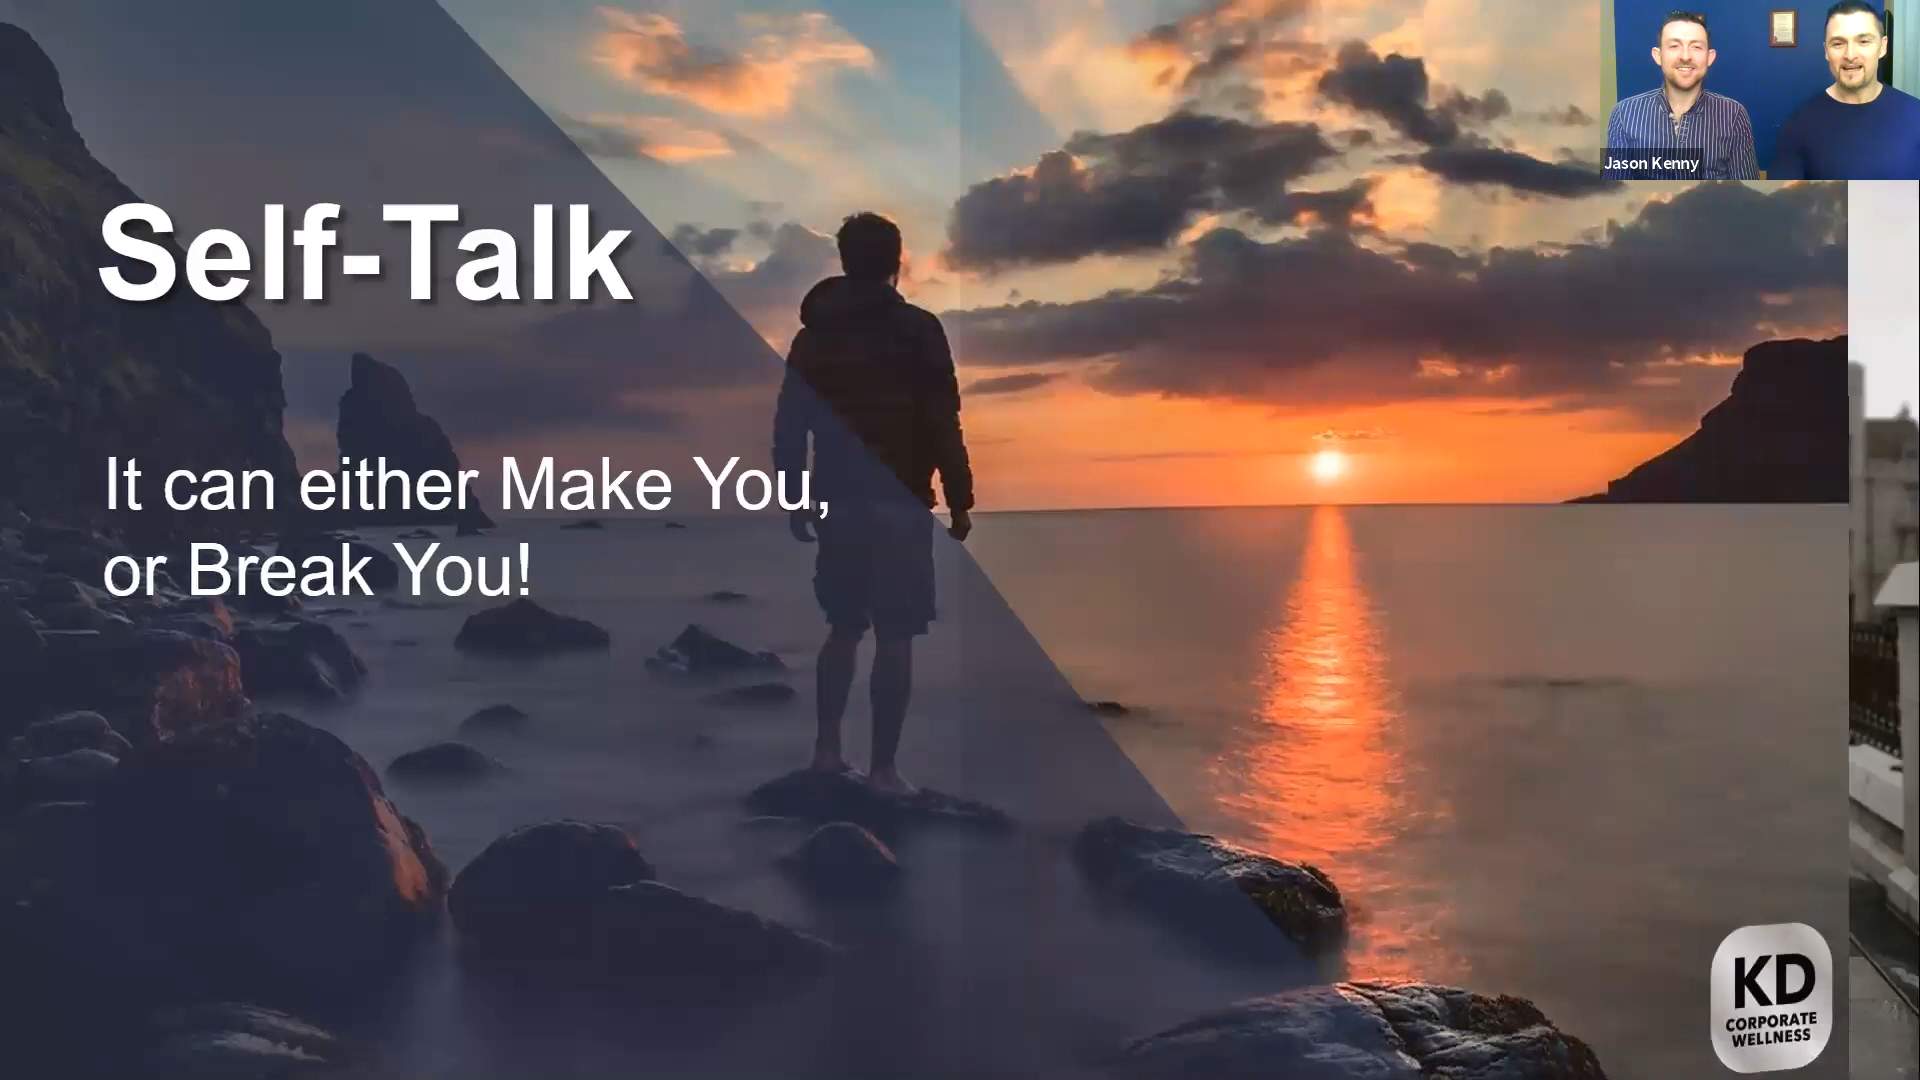 Jason Kenny
Self-Talk
It can either Make You,
or Break You!
KD
CORPORATE
WELLNESS